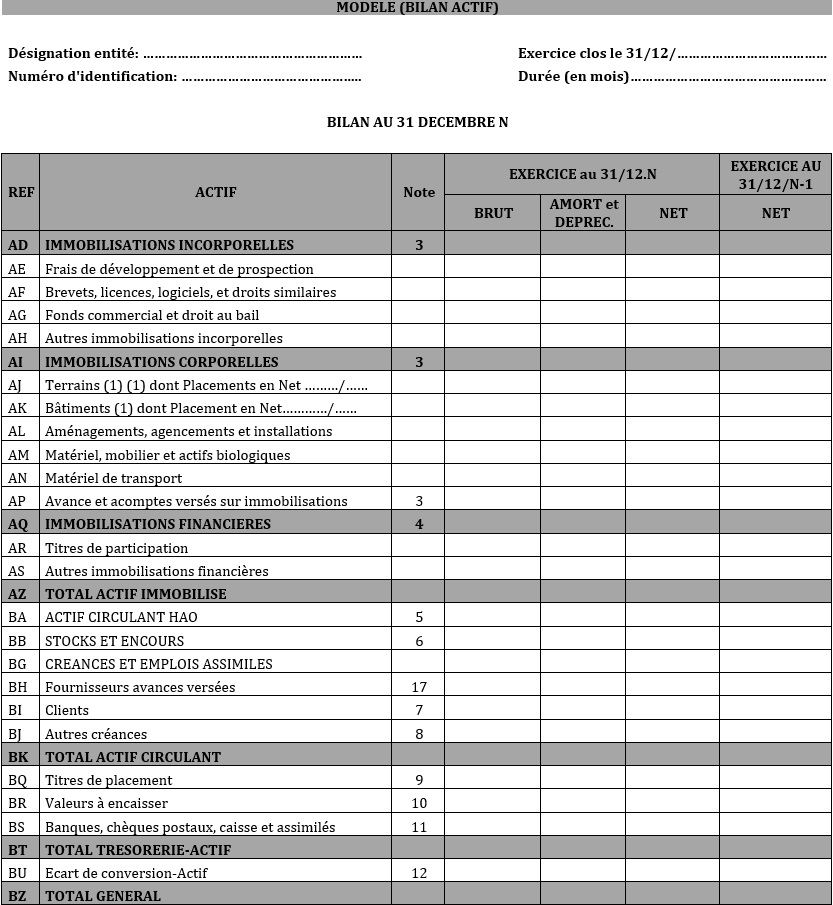 MODELE (BILAN ACTIF)
Désignation entité: ………………………………………………… Exercice clos le 31/12/…………………………………
Numéro d'identification: ……………………………………….. Durée (en mois)……………………………………………
BILAN AU 31 DECEMBRE N
REF ACTIF Note EXERCICE au 31/12.N EXERCICE AU 31/12/N-1
BRUT AMORT et DEPREC. NET NET
AD IMMOBILISATIONS INCORPORELLES 3
AE Frais de développement et de prospection
AF Brevets, licences, logiciels, et droits similaires
AG Fonds commercial et droit au bail
AH Autres immobilisations incorporelles
AI IMMOBILISATIONS CORPORELLES 3
AJ Terrains (1) (1) dont Placements en Net ………/……
AK Bâtiments (1) dont Placement en Net…………/……
AL Aménagements, agencements et installations
AM Matériel, mobilier et actifs biologiques
AN Matériel de transport
AP Avance et acomptes versés sur immobilisations 3
AQ IMMOBILISATIONS FINANCIERES 4
AR Titres de participation
AS Autres immobilisations financières
AZ TOTAL ACTIF IMMOBILISE
BA ACTIF CIRCULANT HAO 5
BB STOCKS ET ENCOURS 6
BG CREANCES ET EMPLOIS ASSIMILES
BH Fournisseurs avances versées 17
BI Clients 7
BJ Autres créances 8
BK TOTAL ACTIF CIRCULANT
BQ Titres de placement 9
BR Valeurs à encaisser 10
BS Banques, chèques postaux, caisse et assimilés 11
BT TOTAL TRESORERIE-ACTIF
BU Ecart de conversion-Actif 12
BZ TOTAL GENERAL